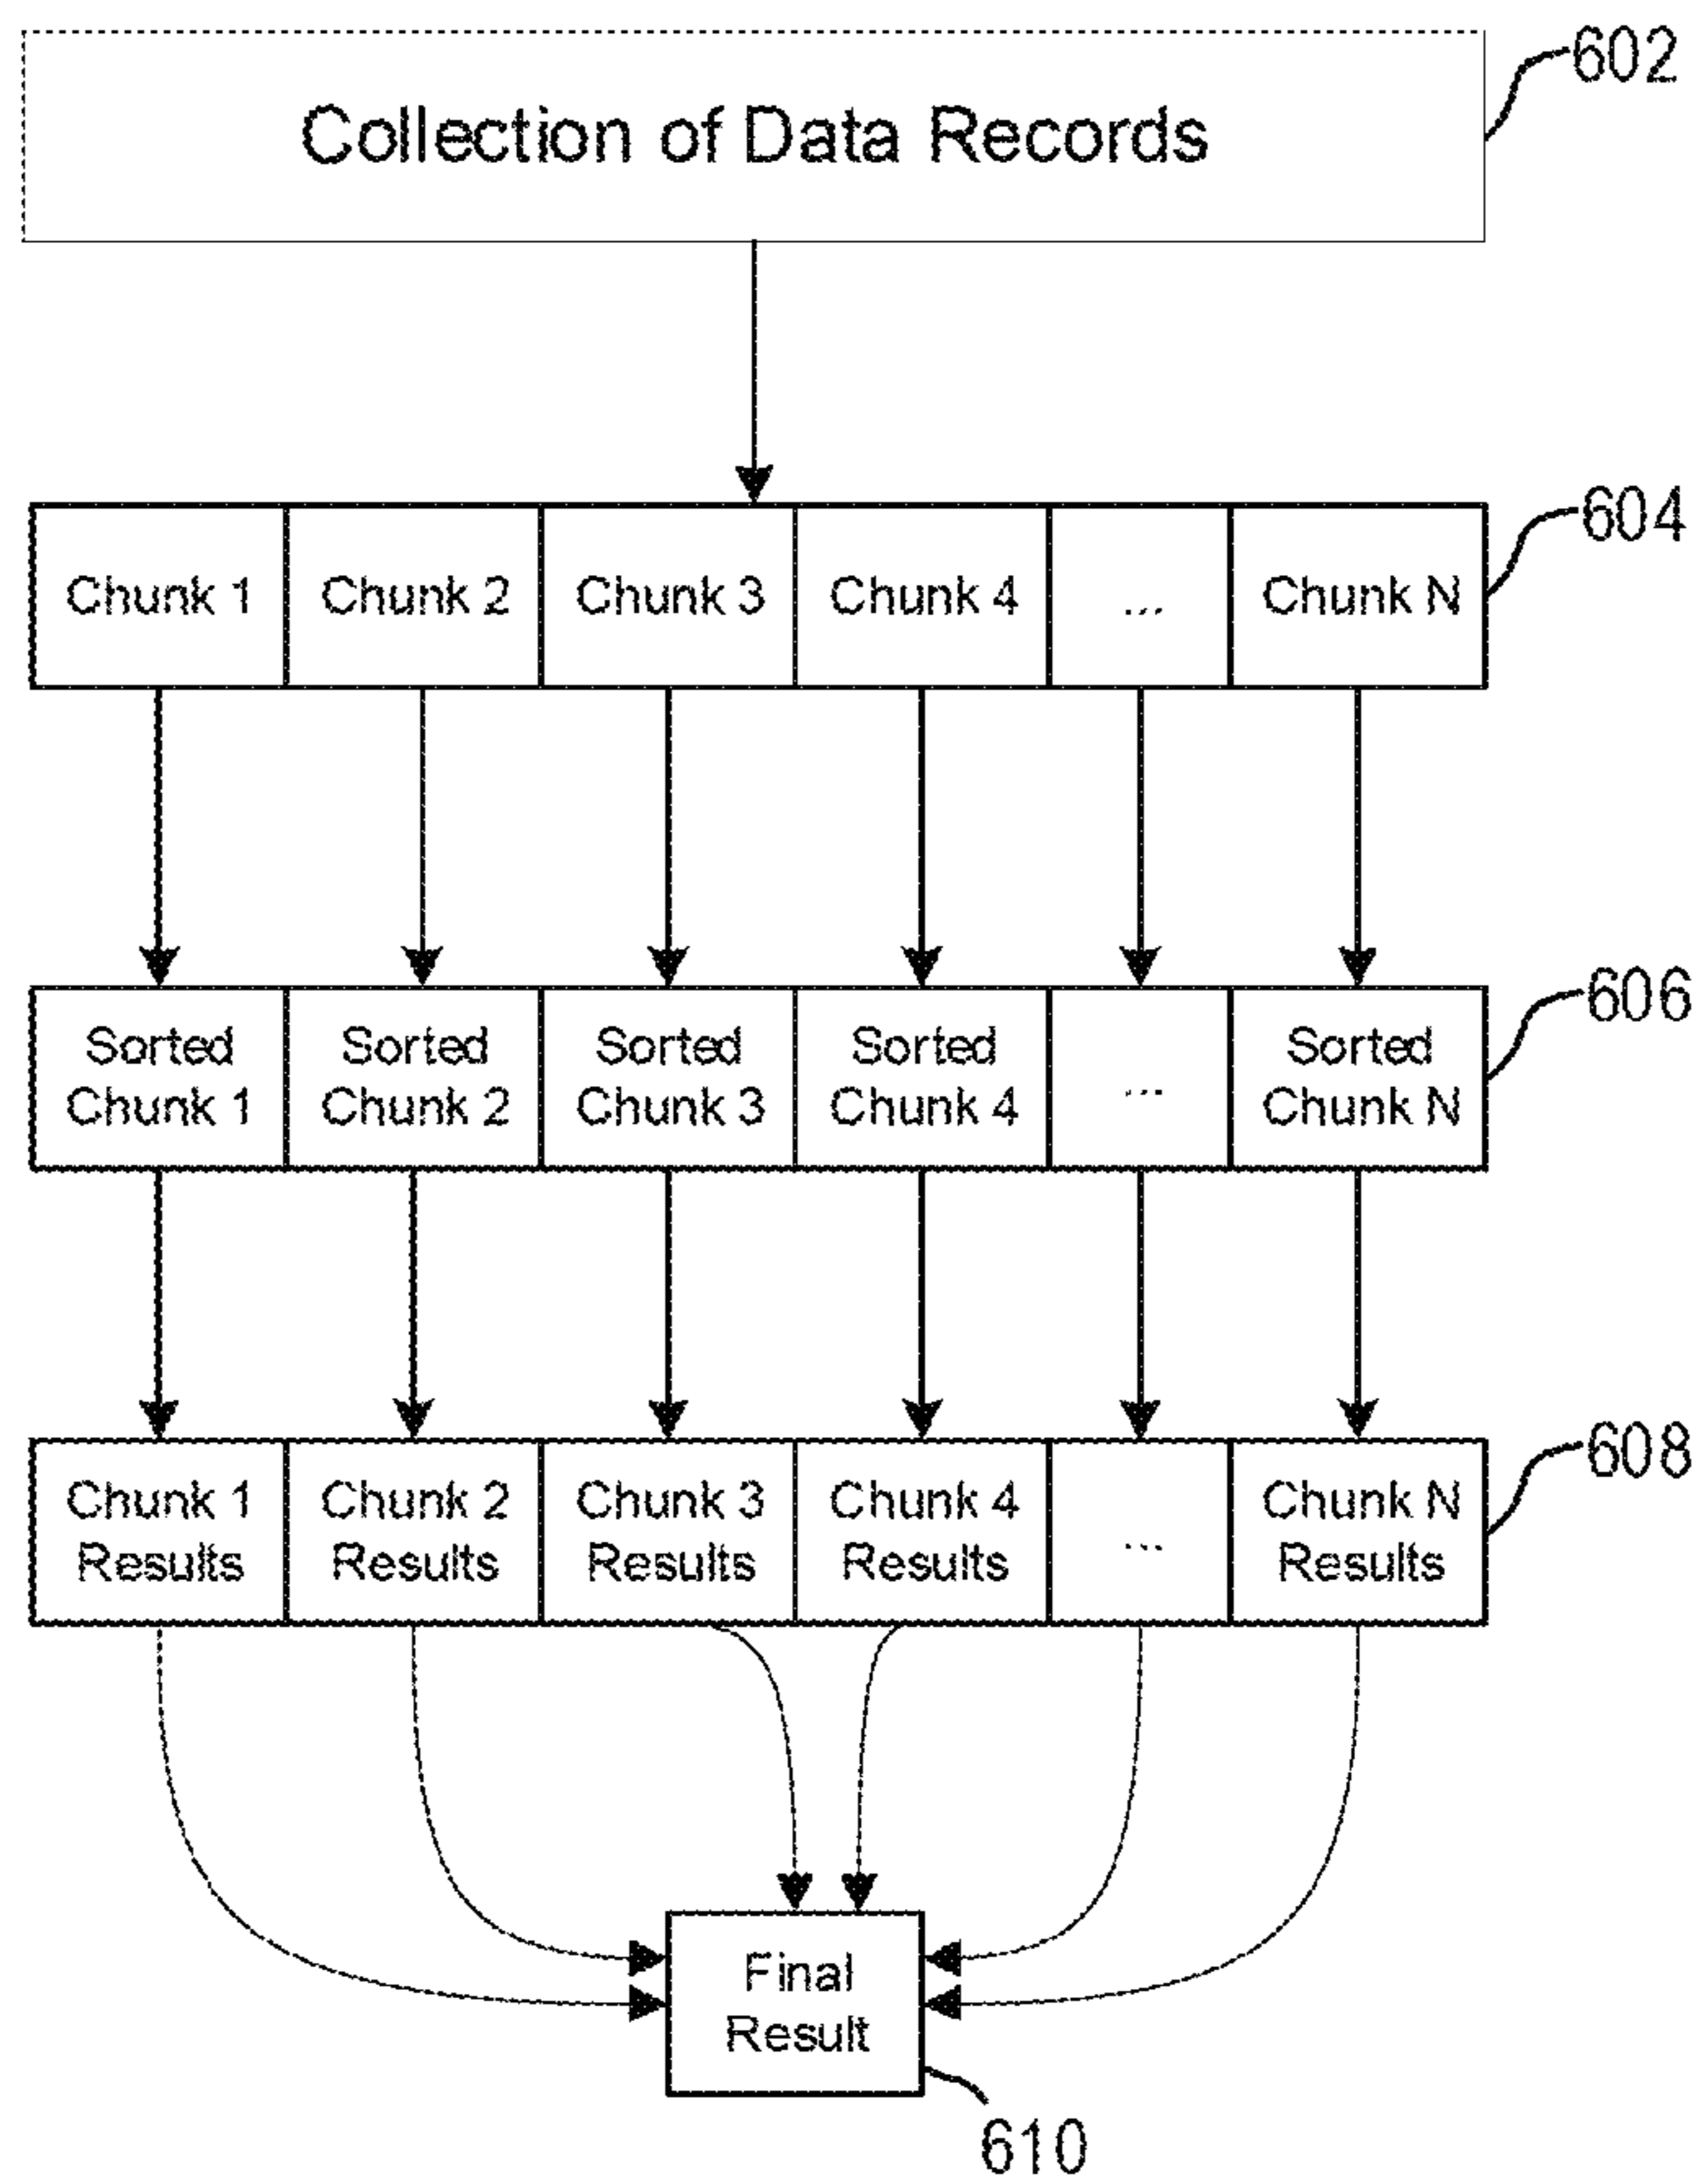 602
Collection of Data Records
604
Chunk 1
Chunk 2
Chunk 3
Chunk 4
...
Chunk N
606
Sorted
Chunk 1
Sorted
Chunk 2
Sorted
Chunk 3
Sorted
Chunk 4
...
Sorted
Chunk N
608
Chunk 1
Results
Chunk 2
Results
Chunk 3
Results
Chunk 4
Results
...
Chunk N
Results
Final
Result
610